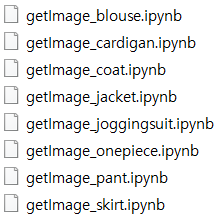 getImage_blouse.ipynb
getImage_cardigan.ipynb
getImage_coat.ipynb
getImage_jacket.ipynb
getImage_joggingsuit.ipynb
getImage_onepiece.ipynb
getImage_pant.ipynb
getImage_skirt.ipynb